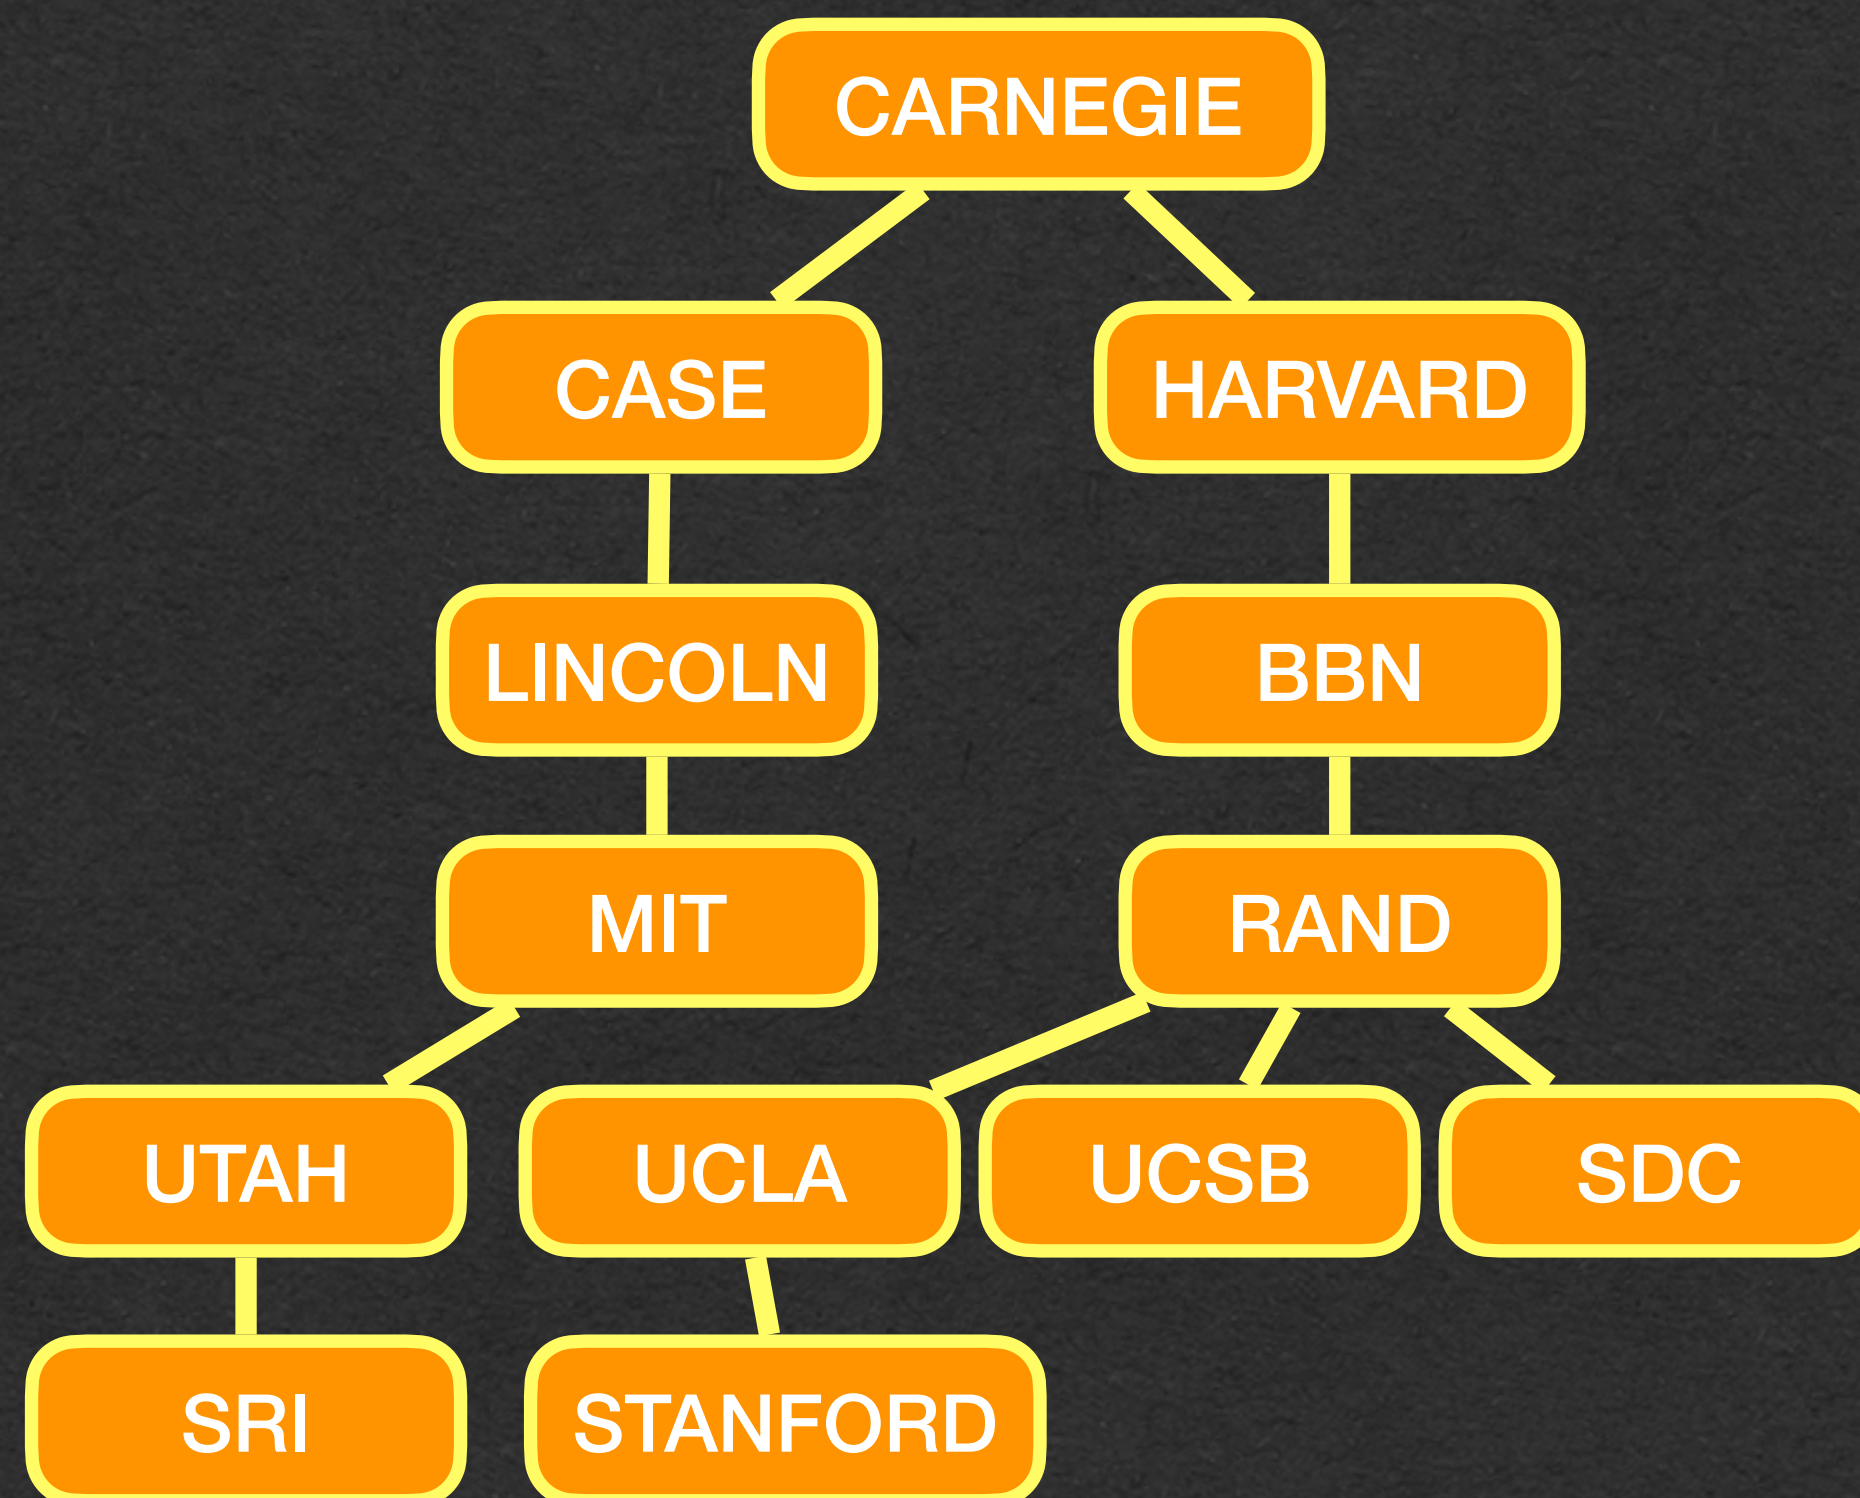 CARNEGIE
CASE
HARVARD
LINCOLN
BBN
MIT
RAND
UTAH
UCLA
UCSB
SDC
SRI
STANFORD